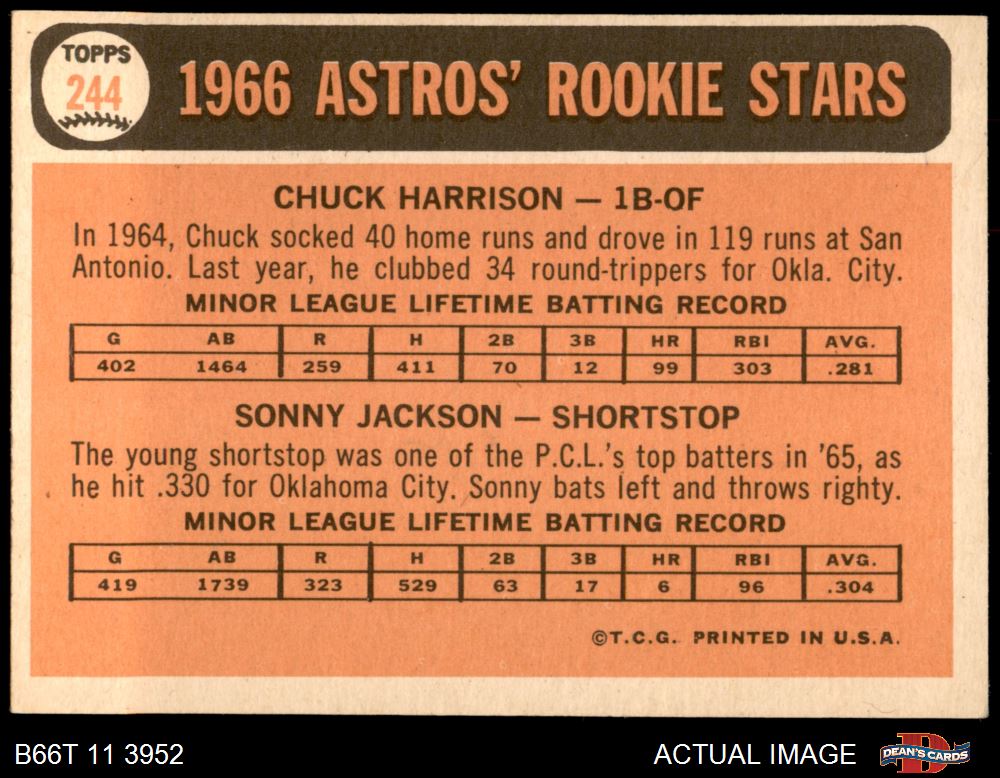 TOPPS
244
1966 ASTROS' ROOKIE STARS
CHUCK HARRISON — 1B-OF
In 1964, Chuck socked 40 home runs and drove in 119 runs at San
Antonio. Last year, he clubbed 34 round-trippers for Okla. City.
MINOR LEAGUE LIFETIME BATTING RECORD
G AB R H 2B 3B HR RBI AVG.
402 1464 259 411 70 12 99 303 .281
SONNY JACKSON — SHORTSTOP
The young shortstop was one of the P.C.L.'s top batters in '65, as
he hit .330 for Oklahoma City. Sonny bats left and throws righty.
MINOR LEAGUE LIFETIME BATTING RECORD
G AB R H 2B 3B HR RBI AVG.
419 1739 323 529 63 17 6 96 .304
©T.C.G. PRINTED IN U.S.A.
B66T 11 3952
ACTUAL IMAGE
DEAN'S CARDS